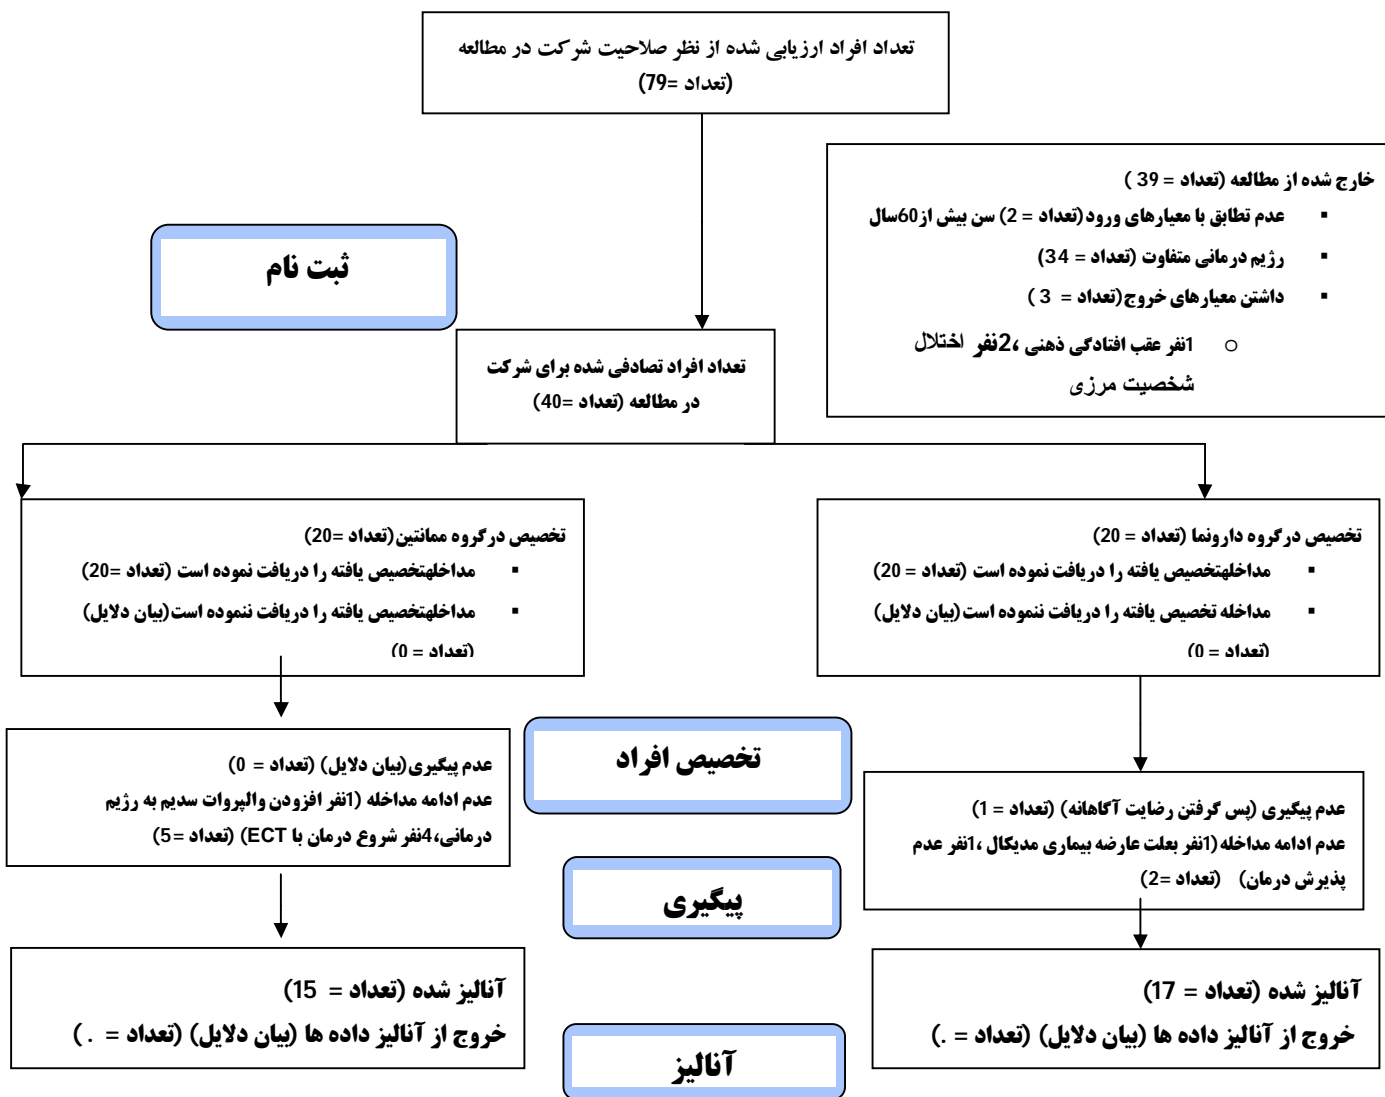 تعداد افراد ارزیابی شده از نظر صلاحیت شرکت در مطالعه
(تعداد =79)
خارج شده از مطالعه (تعداد = 39 )
▪ عدم تطابق با معیارهای ورود(تعداد = 2) سن بیش از60سال
▪ رژیم درمانی متفاوت (تعداد = 34)
▪ داشتن معیارهای خروج(تعداد = 3 )
o 1نفر عقب افتادگی ذهنی ،2نفر اختلال
شخصیت مرزی
ثبت نام
تعداد افراد تصادفی شده برای شرکت
در مطالعه (تعداد =40)
تخصیص درگروه دارونما (تعداد = 20)
▪ مداخلهتخصیص یافته را دریافت نموده است (تعداد = 20)
▪ مداخله تخصیص یافته را دریافت ننموده است(بیان دلایل)
(تعداد = 0)
تخصیص درگروه ممانتین(تعداد =20)
▪ مداخلهتخصیص یافته را دریافت نموده است (تعداد =20)
▪ مداخلهتخصیص یافته را دریافت ننموده است(بیان دلایل)
(تعداد = 0)
تخصیص افراد
عدم پیگیری (پس گرفتن رضایت آگاهانه) (تعداد = 1)
عدم ادامه مداخله(1نفر بعلت عارضه بیماری مدیکال ،1نفر عدم
پذیرش درمان) (تعداد =2)
عدم پیگیری(بیان دلایل) (تعداد = 0)
عدم ادامه مداخله (1نفر افزودن والپروات سدیم به رژیم
درمانی،4نفر شروع درمان با ECT) (تعداد =5)
پیگیری
آنالیز شده (تعداد = 17)
خروج از آنالیز داده ها (بیان دلایل) (تعداد = .)
آنالیز شده (تعداد = 15)
خروج از آنالیز داده ها (بیان دلایل) (تعداد = . )
آنالیز